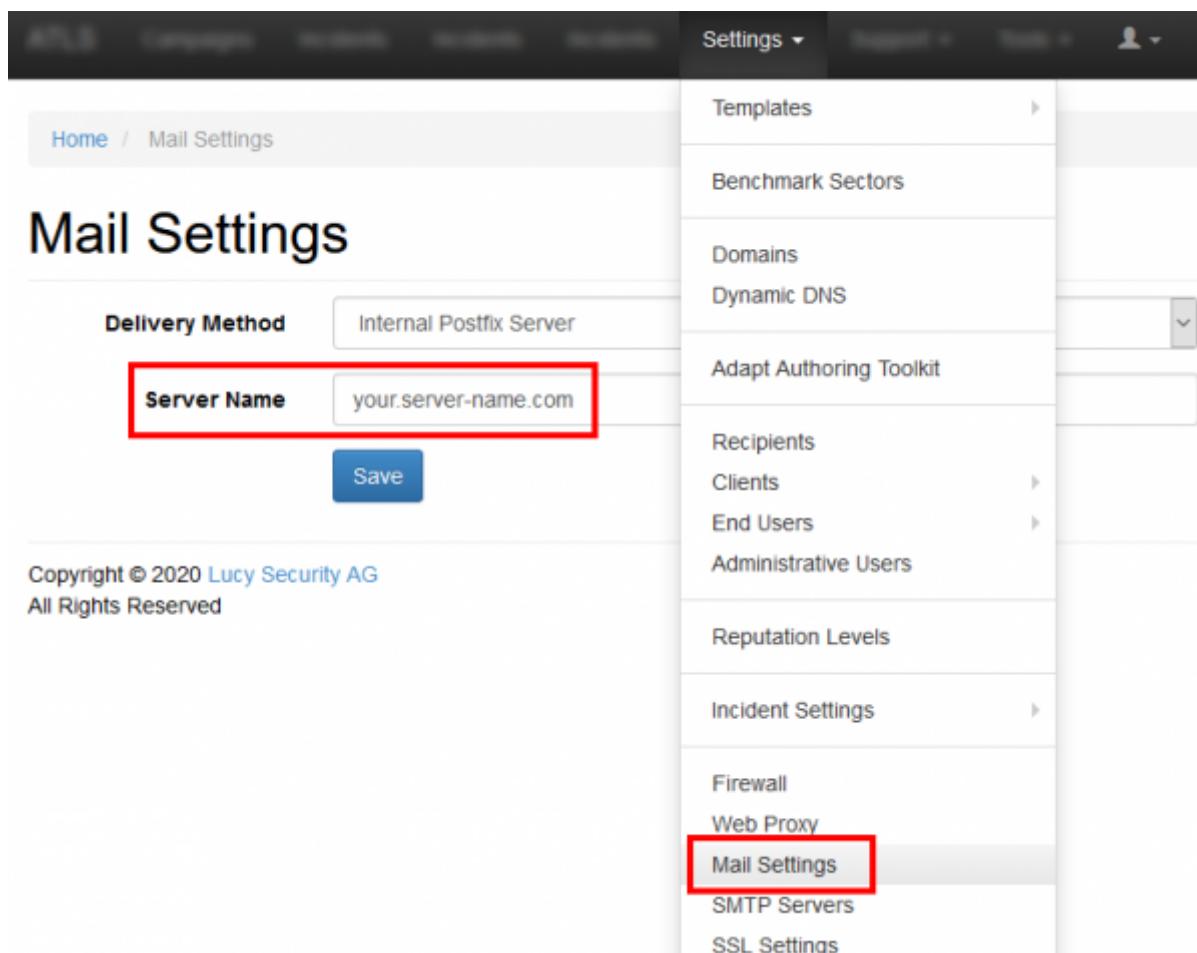 Settings
Home / Mail Settings
Mail Settings
Delivery Method
Internal Postfix Server
Server Name
your.server-name.com
Save
Copyright © 2020 Lucy Security AG
All Rights Reserved
Templates
Benchmark Sectors
Domains
Dynamic DNS
Adapt Authoring Toolkit
Recipients
Clients
End Users
Administrative Users
Reputation Levels
Incident Settings
Firewall
Web Proxy
Mail Settings
SMTP Servers
SSL Settings